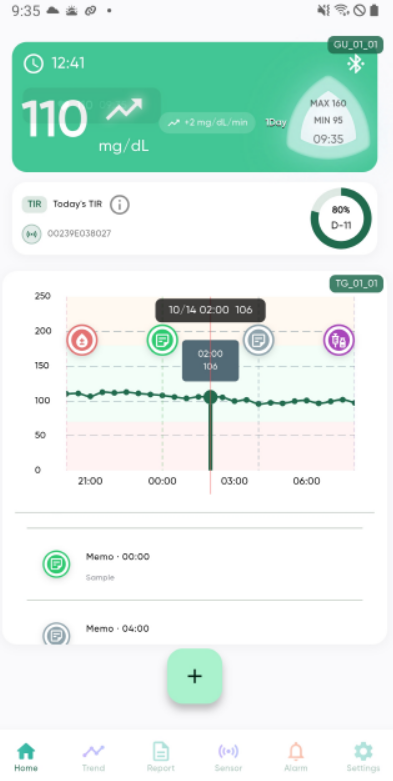 9:35
GU_01_01
12:41
110
mg/dL
+2 mg/dL/min
1Day
MAX 160
MIN 95
09:35
TIR Today's TIR
00239E038027
80%
D-11
TG_01_01
10/14 02:00 106
250
200
150
100
50
0
02:00
106
21:00 00:00 03:00 06:00
Memo · 00:00
Sample
Memo · 04:00
+
Home Trend Report Sensor Alarm Settings